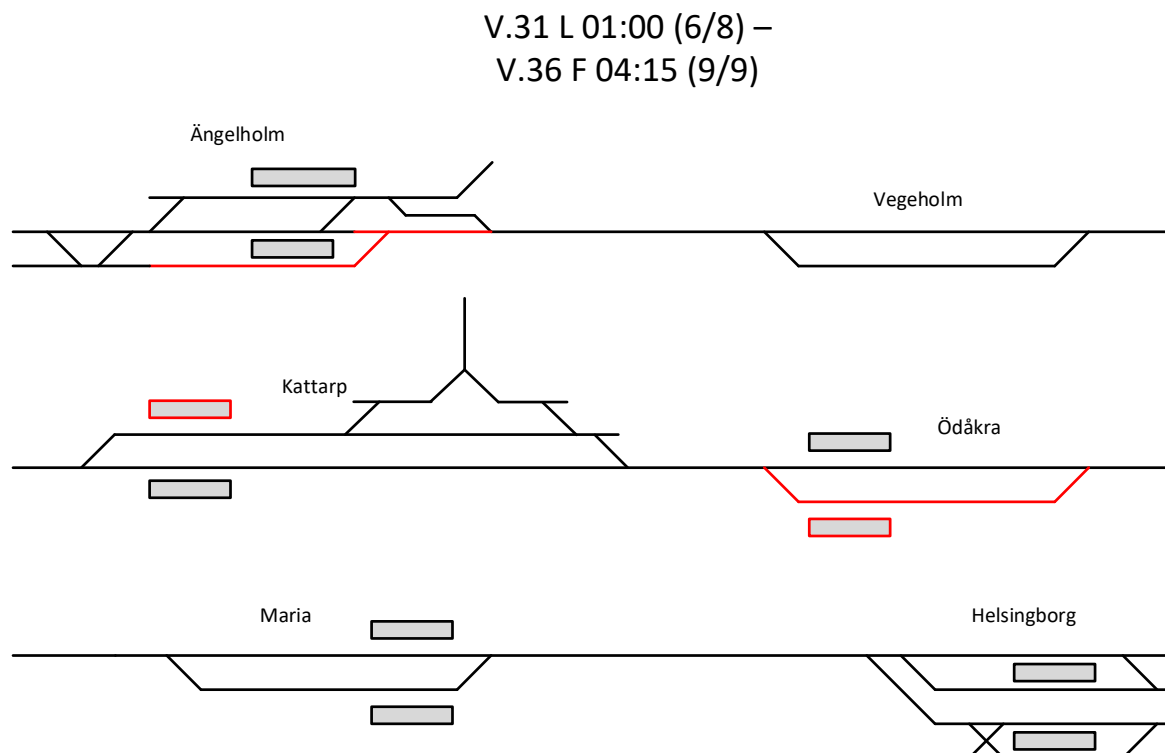 V.31 L 01:00 (6/8) –
V.36 F 04:15 (9/9)
Ängelholm
Vegeholm
Kattarp
Ödåkra
Maria
Helsingborg